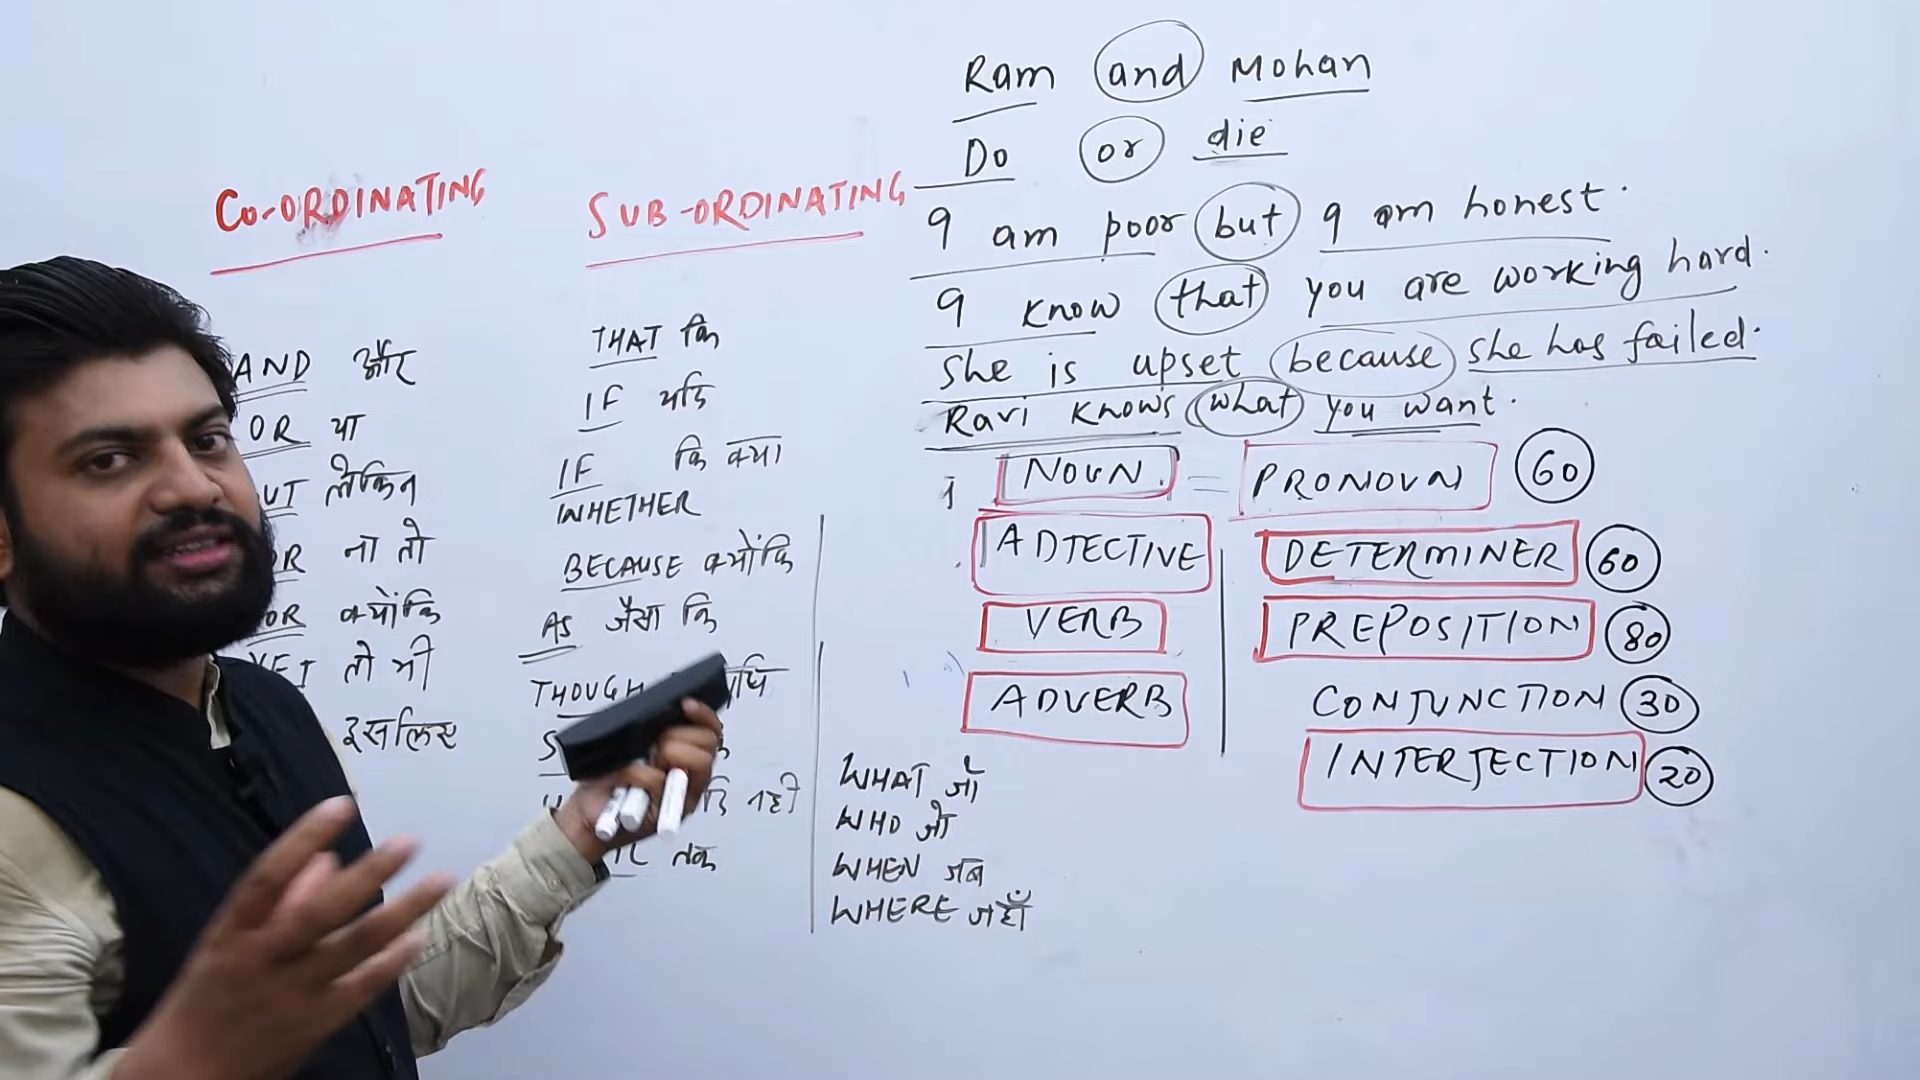 CO-ORDINATING
AND और
OR या
UT लेकिन
OR ना तो
OR क्योंकि
तो भी
इसलिए
SUB-ORDINATING
THAT कि
IF यदि
IF कि क्या
WHETHER
BECAUSE क्योंकि
AS जैसा कि
THOUGH
नहीं
तक
WHAT जो
WHO जो
WHEN जब
WHERE जहाँ
Ram and Mohan
Do or die
I am poor but I am honest.
I know that you are working hard.
She is upset because she has failed.
Ravi knows what you want.
NOUN = PRONOUN 60
ADJECTIVE DETERMINER 60
VERB PREPOSITION 80
ADVERB CONJUNCTION 30
INTERJECTION 20